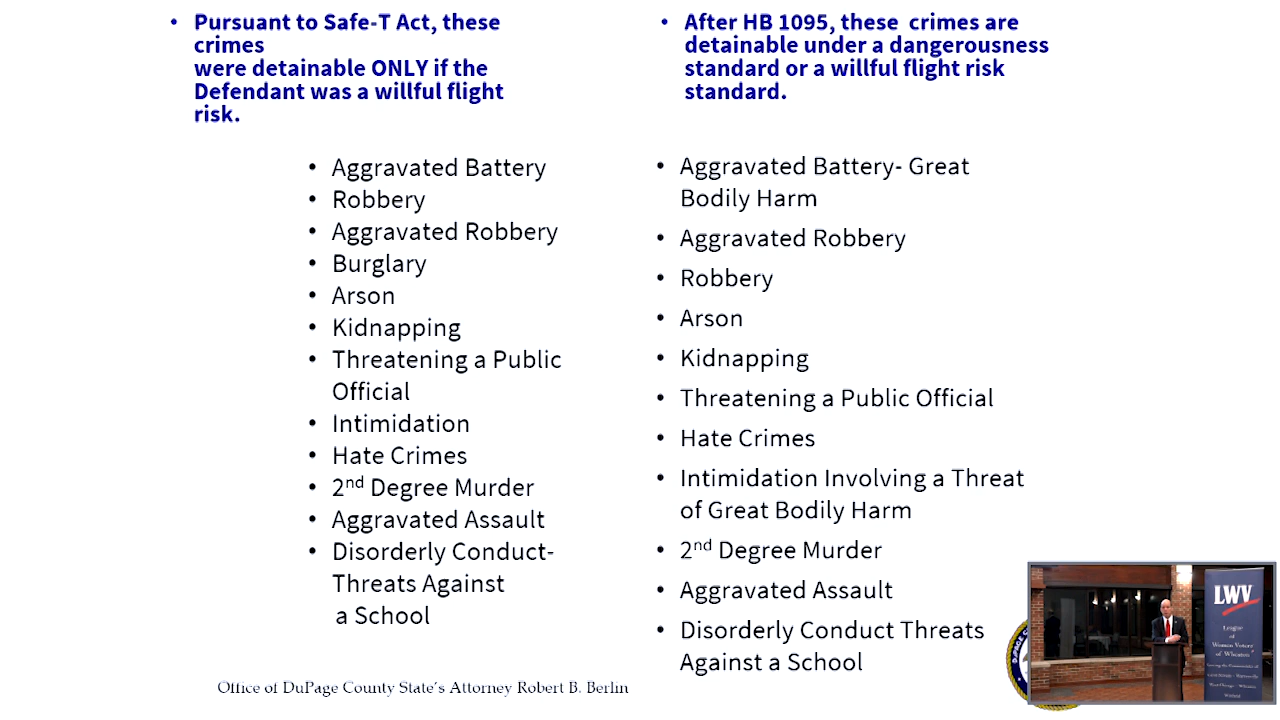 • Pursuant to Safe-T Act, these
crimes
were detainable ONLY if the
Defendant was a willful flight
risk.
• Aggravated Battery
• Robbery
• Aggravated Robbery
• Burglary
• Arson
• Kidnapping
• Threatening a Public
Official
• Intimidation
• Hate Crimes
• 2nd Degree Murder
• Aggravated Assault
• Disorderly Conduct-
Threats Against
a School
• After HB 1095, these crimes are
detainable under a dangerousness
standard or a willful flight risk
standard.
• Aggravated Battery- Great
Bodily Harm
• Aggravated Robbery
• Robbery
• Arson
• Kidnapping
• Threatening a Public Official
• Hate Crimes
• Intimidation Involving a Threat
of Great Bodily Harm
• 2nd Degree Murder
• Aggravated Assault
• Disorderly Conduct Threats
Against a School
Office of DuPage County State's Attorney Robert B. Berlin
DUPAGE CO
LWV
League
of
Women Voters
of Wheaton